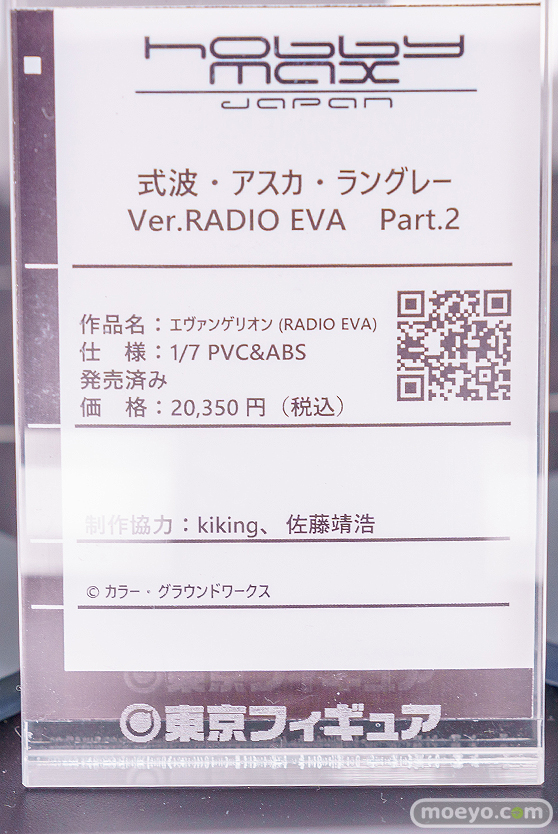 hobby
max
JAPAN
式波・アスカ・ラングレー
Ver.RADIO EVA　Part.2
作品名：エヴァンゲリオン (RADIO EVA)
仕　様：1/7 PVC&ABS
発売済み
価　格：20,350 円（税込）
制作協力：kiking、佐藤靖浩
© カラー・グラウンドワークス
東京フィギュア
moeyo.com